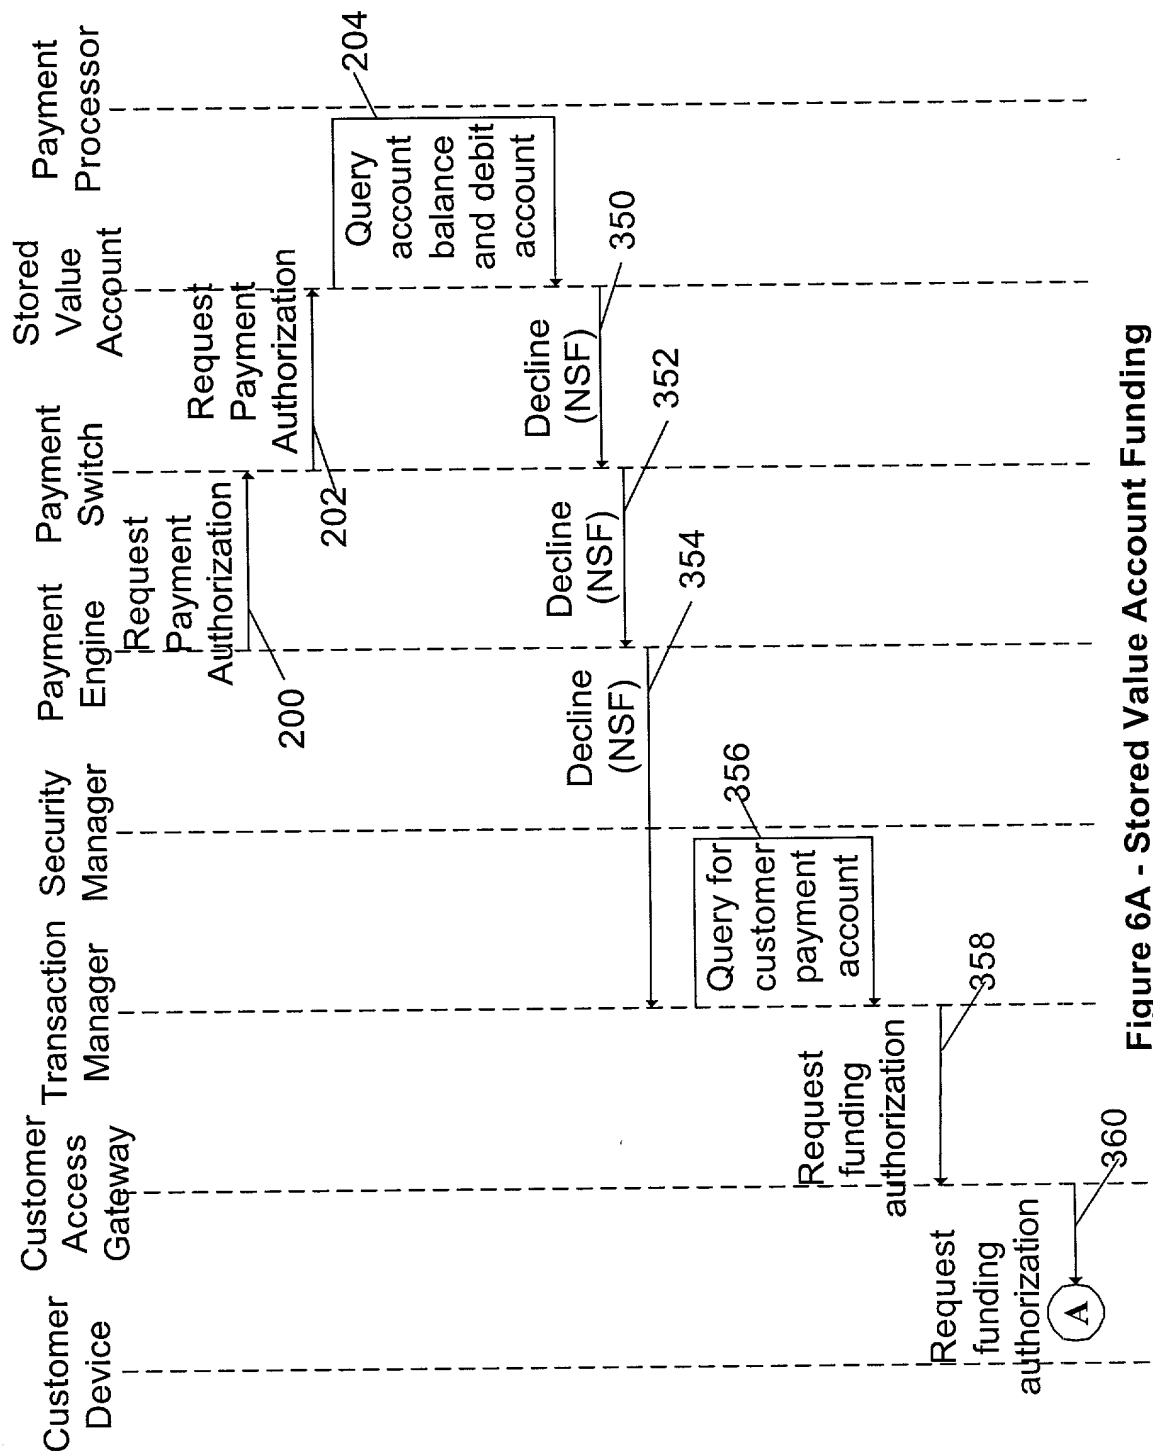 Customer
Device
Customer
Access
Gateway
Transaction
Manager
Security
Manager
Payment
Engine
Payment
Switch
Stored
Value
Account
Payment
Processor
Request
Payment
Authorization
200
Request
Payment
Authorization
202
Query
account
balance
and debit
account
204
Decline
(NSF)
350
Decline
(NSF)
352
Decline
(NSF)
354
Query for
customer
payment
account
356
Request
funding
authorization
358
Request
funding
authorization
360
A
Figure 6A - Stored Value Account Funding